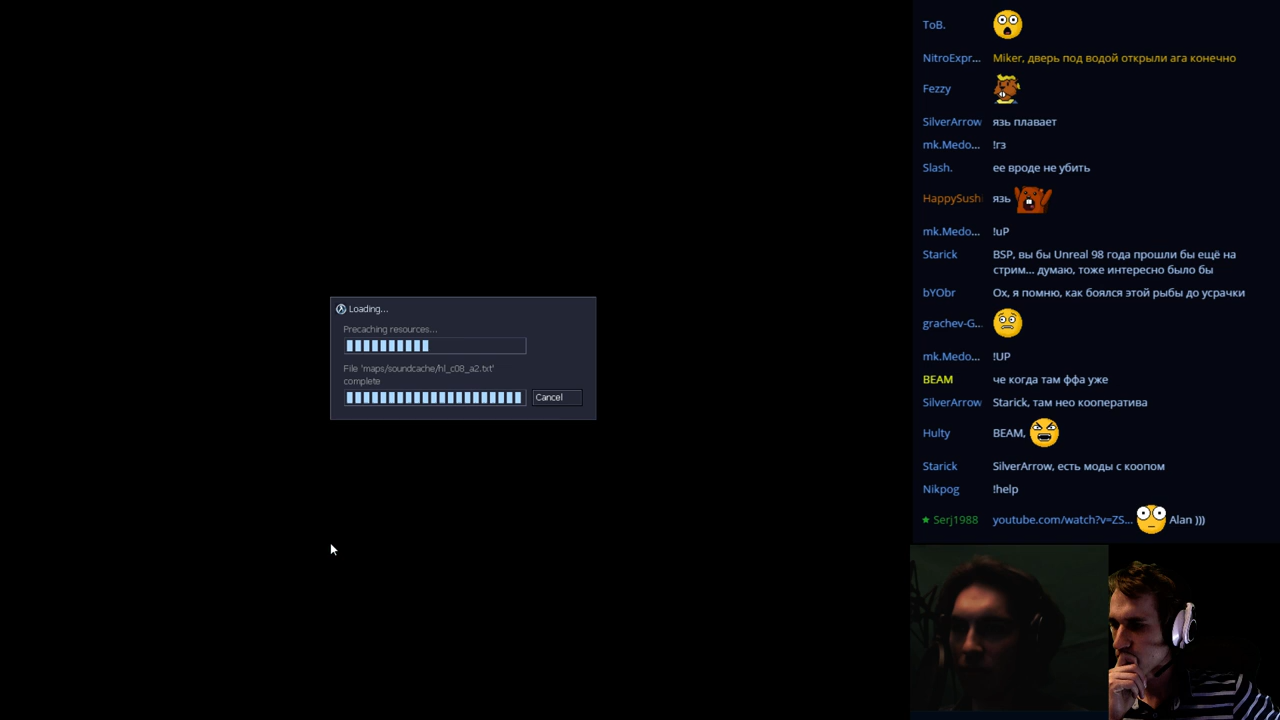 Loading...
Precaching resources...
File 'maps/soundcache/hl_c08_a2.txt'
complete
Cancel
ToB.
NitroExpr... Miker, дверь под водой открыли ага конечно
Fezzy
SilverArrow язь плавает
mk.Medo... !гз
Slash. ее вроде не убить
HappySushi язь
mk.Medo... !uP
Starick BSP, вы бы Unreal 98 года прошли бы ещё на
стрим... думаю, тоже интересно было бы
bYObr Ох, я помню, как боялся этой рыбы до усрачки
grachev-G...
mk.Medo... !UP
BEAM че когда там ффа уже
SilverArrow Starick, там нео кооператива
Hulty BEAM,
Starick SilverArrow, есть моды с коопом
Nikpog !help
★ Serj1988 youtube.com/watch?v=ZS... Alan )))